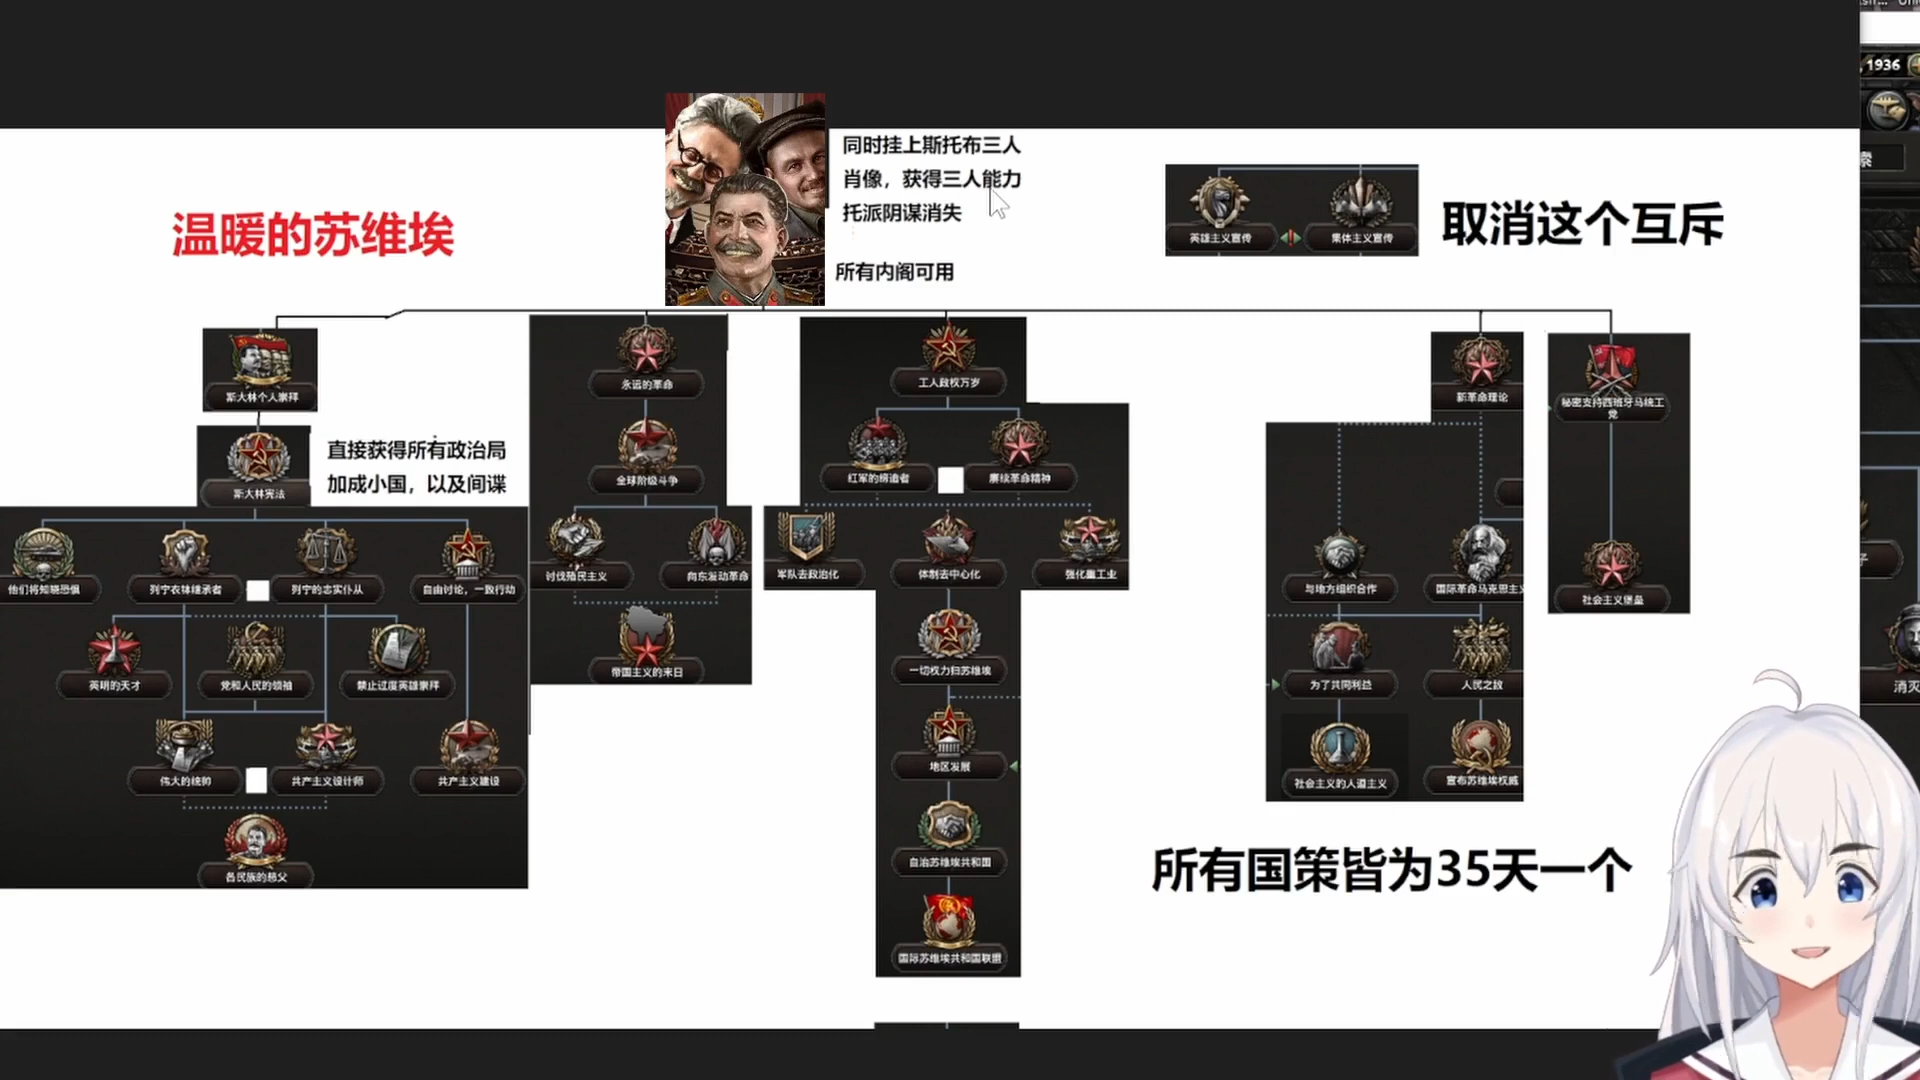 1936
同时挂上斯托布三人
肖像，获得三人能力
托派阴谋消失
所有内阁可用
温暖的苏维埃
英雄主义宣传
集体主义宣传
取消这个互斥
斯大林个人崇拜
斯大林宪法
直接获得所有政治局
加成小国，以及间谍
他们将知晓恐惧
列宁衣钵继承者
列宁的忠实仆从
自由讨论，一致行动
英明的天才
党和人民的领袖
禁止过度英雄崇拜
伟大的统帅
共产主义设计师
共产主义建设
各民族的慈父
永远的革命
全球阶级斗争
讨伐殖民主义
向东发动革命
帝国主义的末日
工人政权万岁
红军的缔造者
赓续革命精神
军队去政治化
体制去中心化
强化重工业
一切权力归苏维埃
地区发展
自治苏维埃共和国
国际苏维埃共和国联盟
新革命理论
与地方组织合作
国际革命马克思主
为了共同利益
人民之敌
社会主义的人道主义
宣布苏维埃权威
秘密支持西班牙马统工
党
社会主义堡垒
所有国策皆为35天一个
索
子
消灭